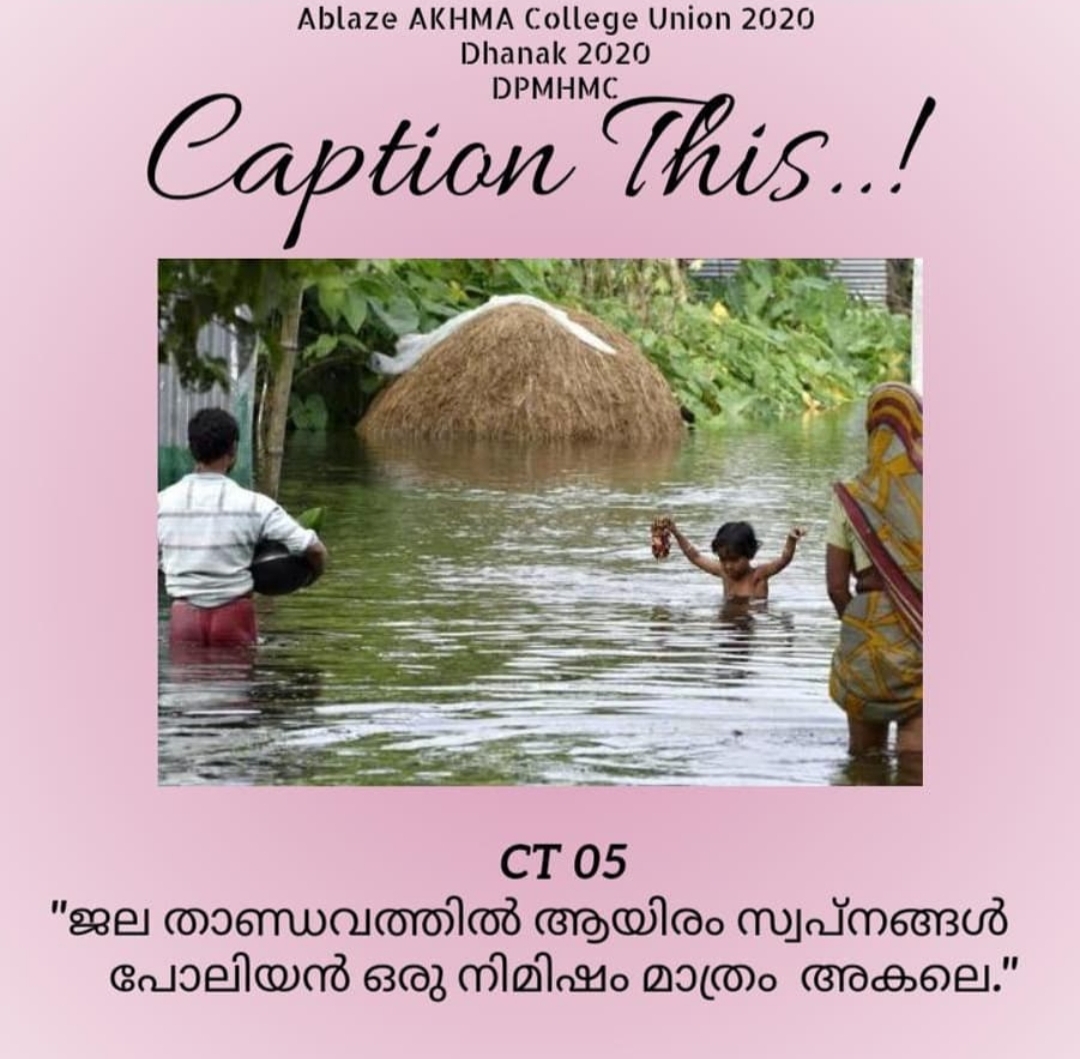 Ablaze AKHMA College Union 2020
Dhanak 2020
DPMHMC
Caption This...!
CT 05
"ജല താണ്ഡവത്തിൽ ആയിരം സ്വപ്നങ്ങൾ
പോലിയൻ ഒരു നിമിഷം മാത്രം അകലെ."